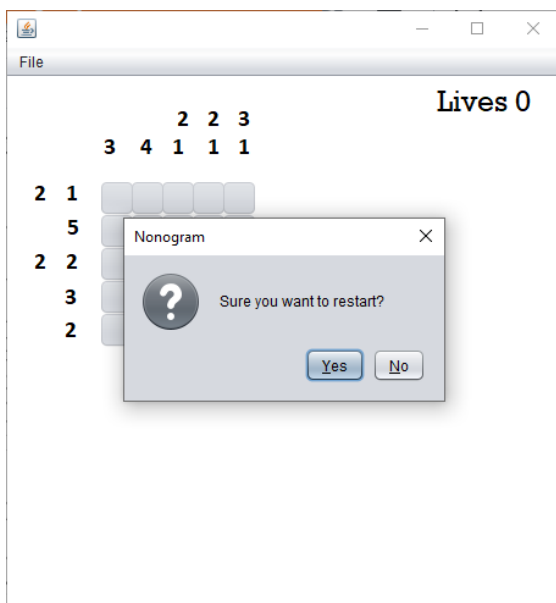 File
Lives 0
2 2 3
3 4 1 1 1
2 1
5
2 2
3
2
Nonogram
Sure you want to restart?
Yes No